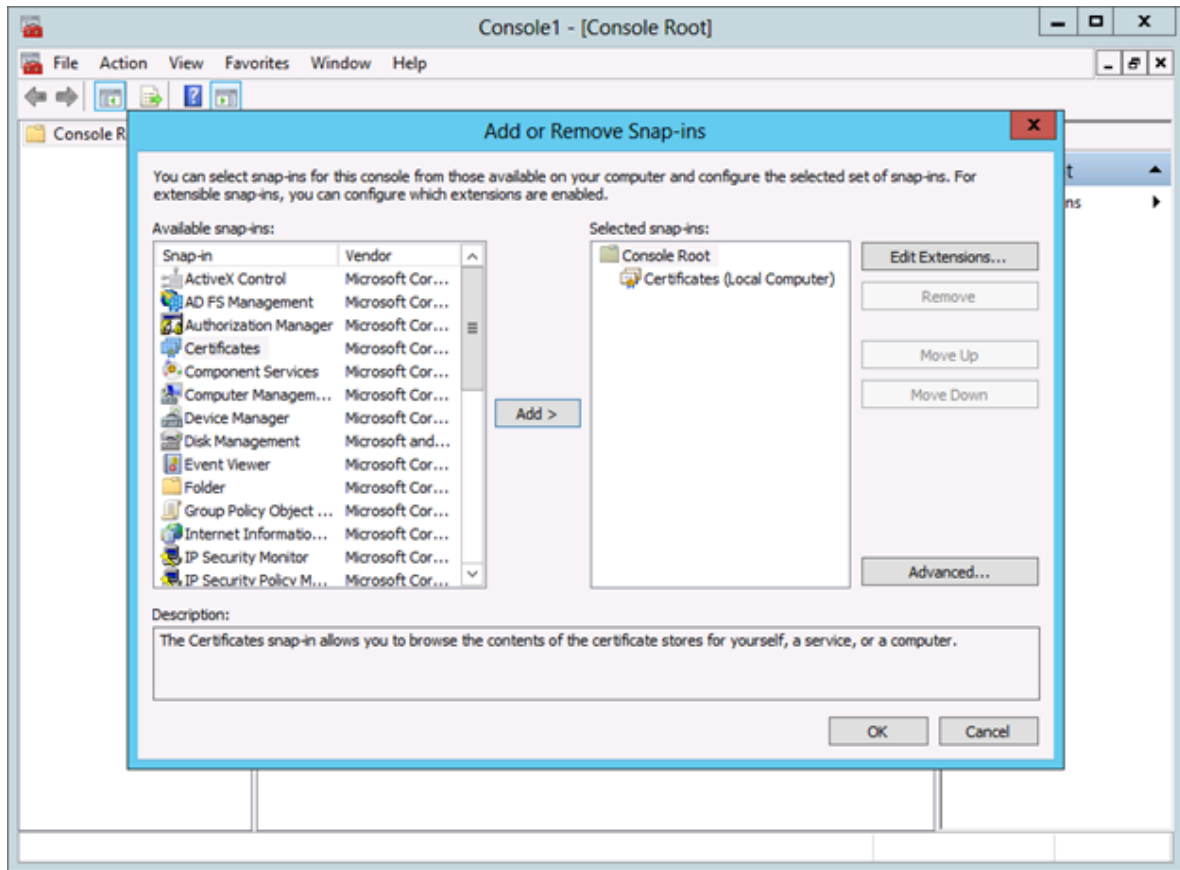 Console1 - [Console Root]
File Action View Favorites Window Help
Console R
t
ns
Add or Remove Snap-ins
You can select snap-ins for this console from those available on your computer and configure the selected set of snap-ins. For
extensible snap-ins, you can configure which extensions are enabled.
Available snap-ins:
Snap-in Vendor
ActiveX Control Microsoft Cor...
AD FS Management Microsoft Cor...
Authorization Manager Microsoft Cor...
Certificates Microsoft Cor...
Component Services Microsoft Cor...
Computer Managem... Microsoft Cor...
Device Manager Microsoft Cor...
Disk Management Microsoft and...
Event Viewer Microsoft Cor...
Folder Microsoft Cor...
Group Policy Object ... Microsoft Cor...
Internet Informatio... Microsoft Cor...
IP Security Monitor Microsoft Cor...
IP Security Policy M... Microsoft Cor...
Add >
Selected snap-ins:
Console Root
Certificates (Local Computer)
Edit Extensions...
Remove
Move Up
Move Down
Advanced...
Description:
The Certificates snap-in allows you to browse the contents of the certificate stores for yourself, a service, or a computer.
OK Cancel